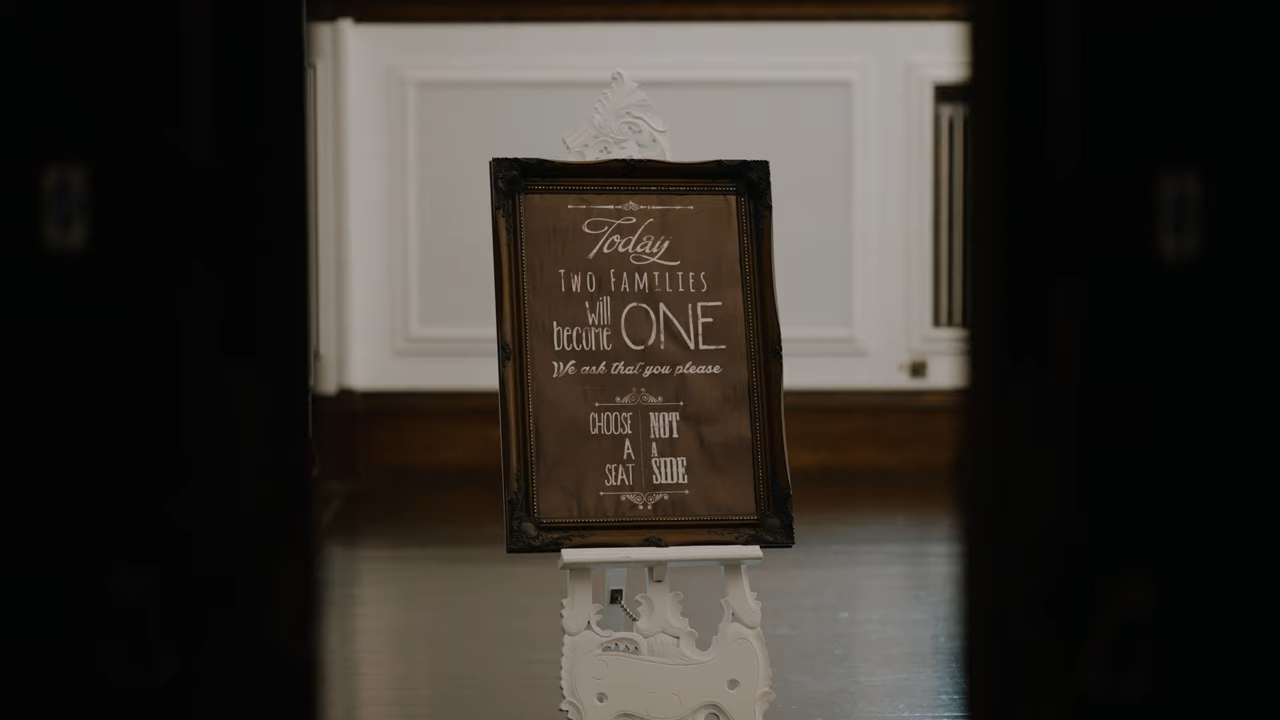 Today
Two Families
will
become ONE
We ask that you please
CHOOSE NOT
A A
SEAT SIDE